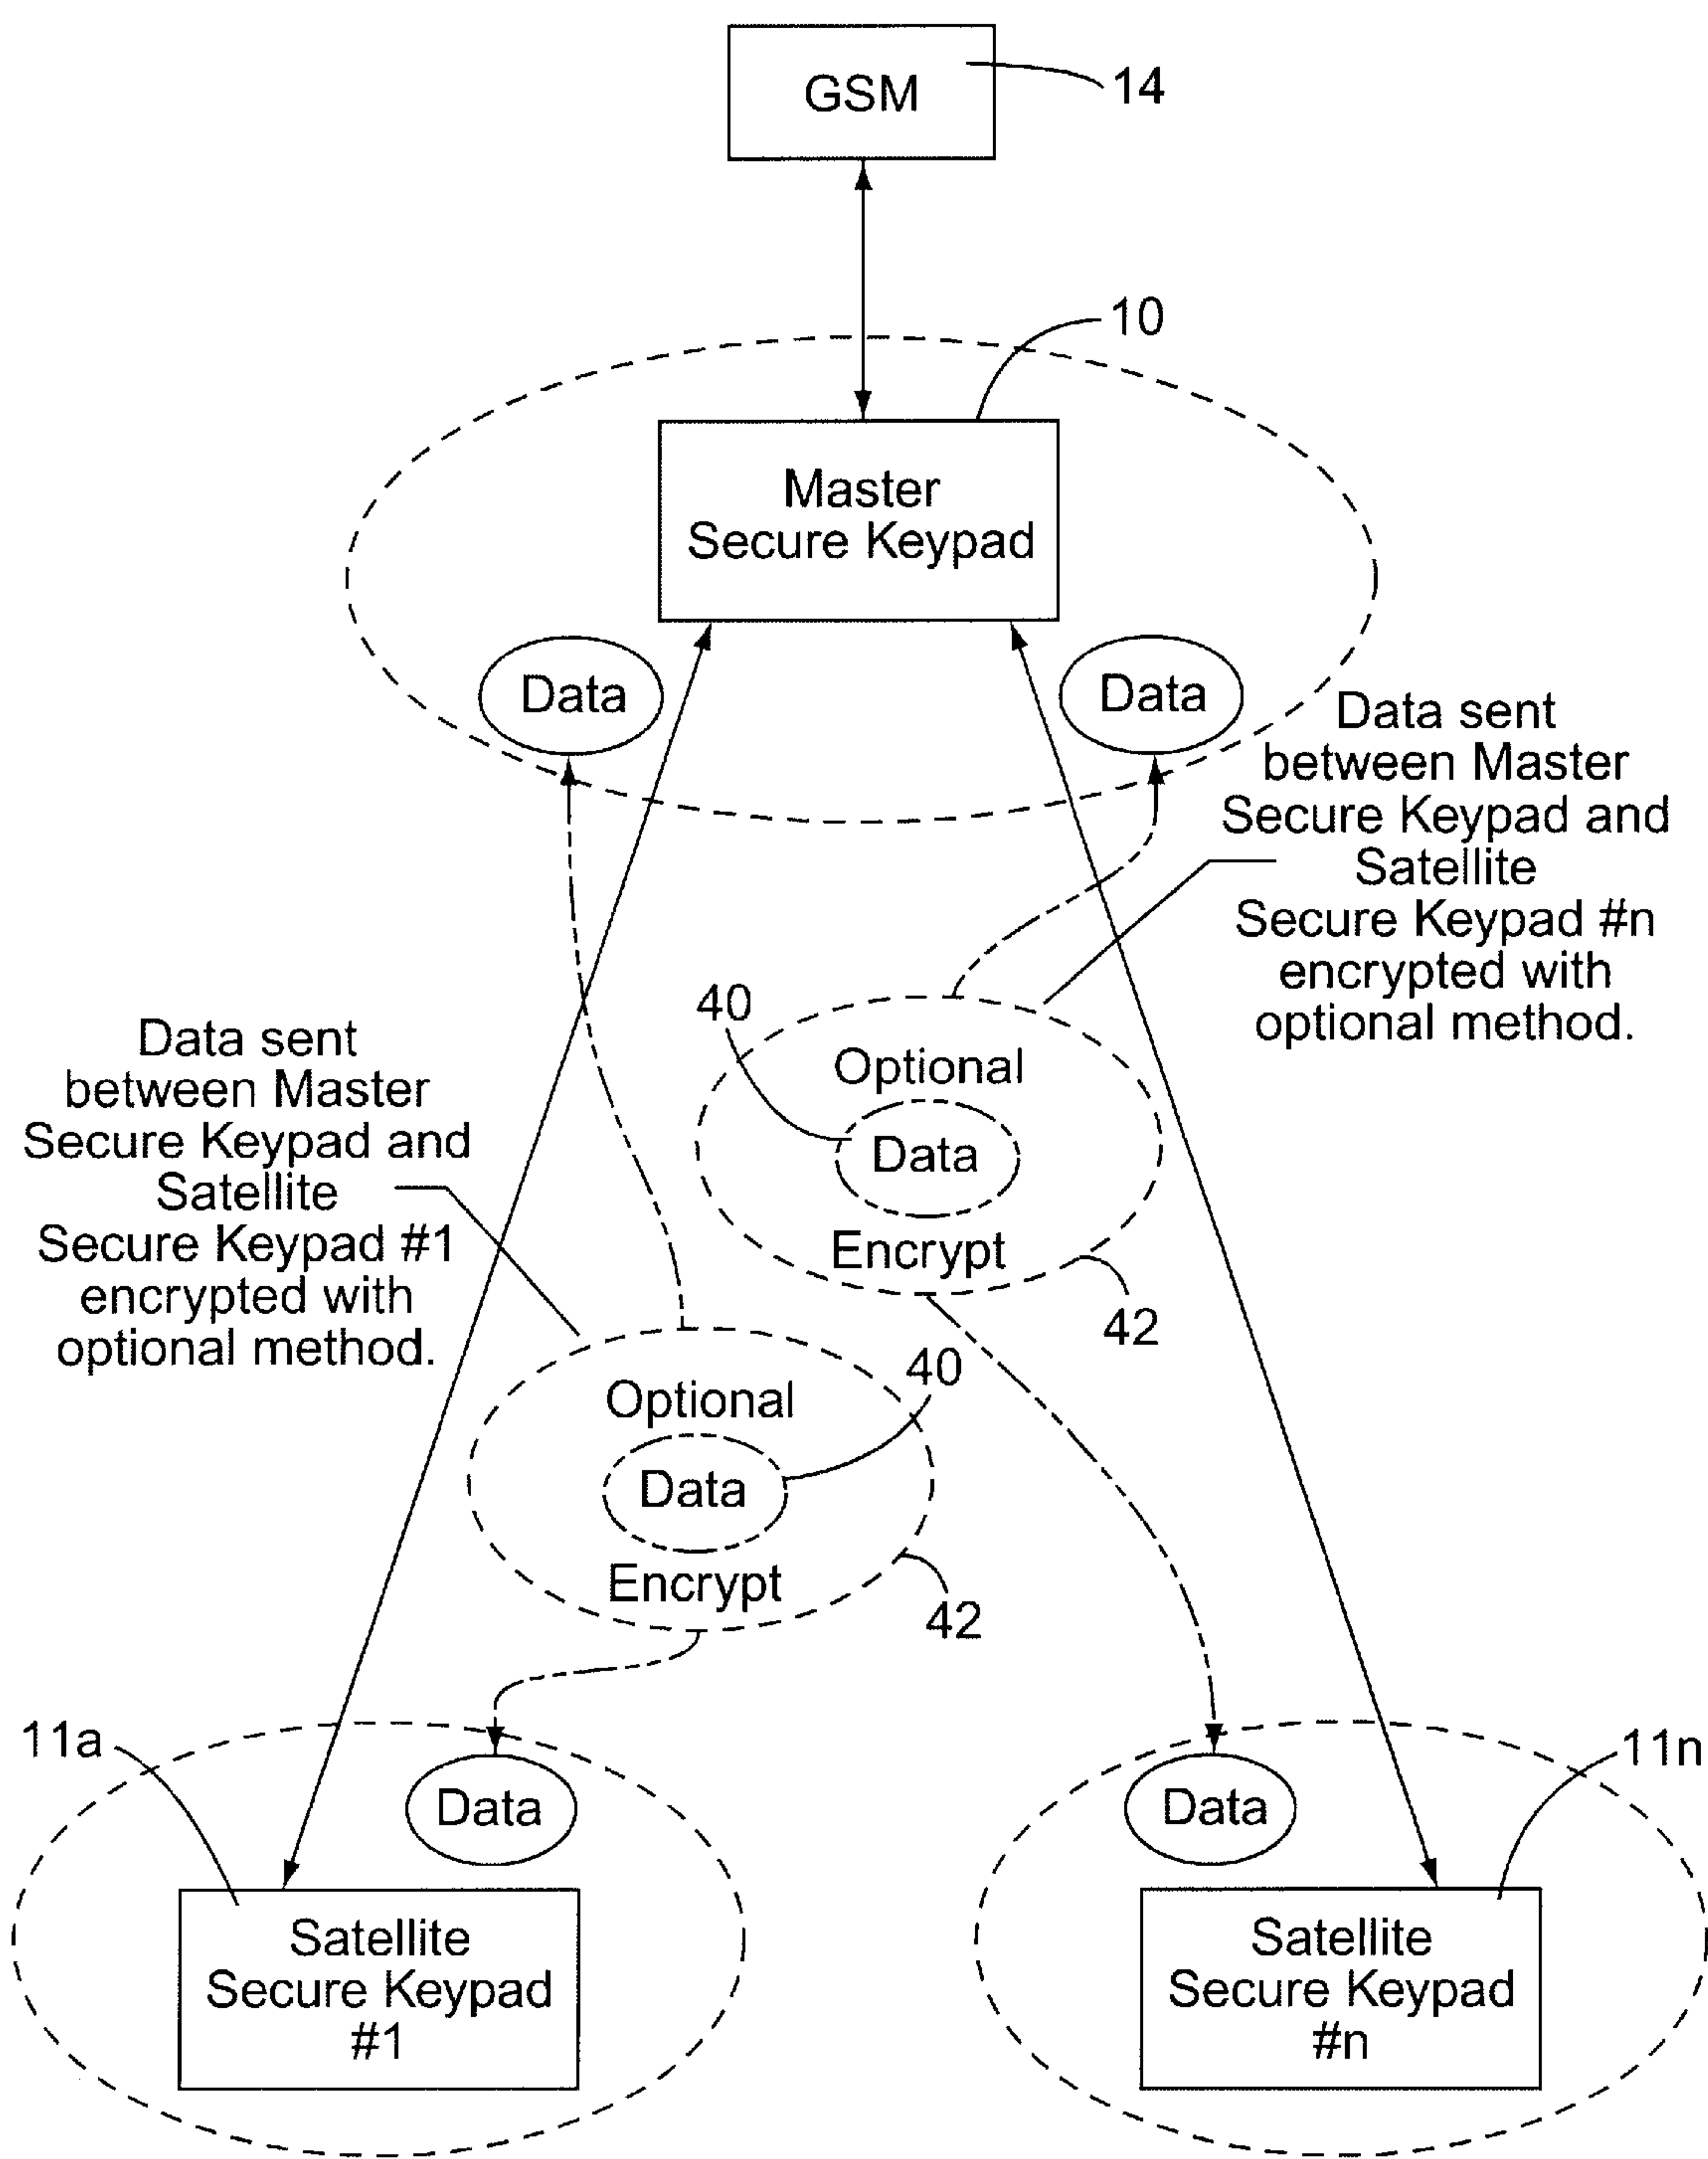 GSM
14
10
Master
Secure Keypad
Data
Data
Data sent
between Master
Secure Keypad and
Satellite
Secure Keypad #n
encrypted with
optional method.
40
Optional
Data
Encrypt
42
Data sent
between Master
Secure Keypad and
Satellite
Secure Keypad #1
encrypted with
optional method.
40
Optional
Data
Encrypt
42
11a
Data
Satellite
Secure Keypad
#1
11n
Data
Satellite
Secure Keypad
#n